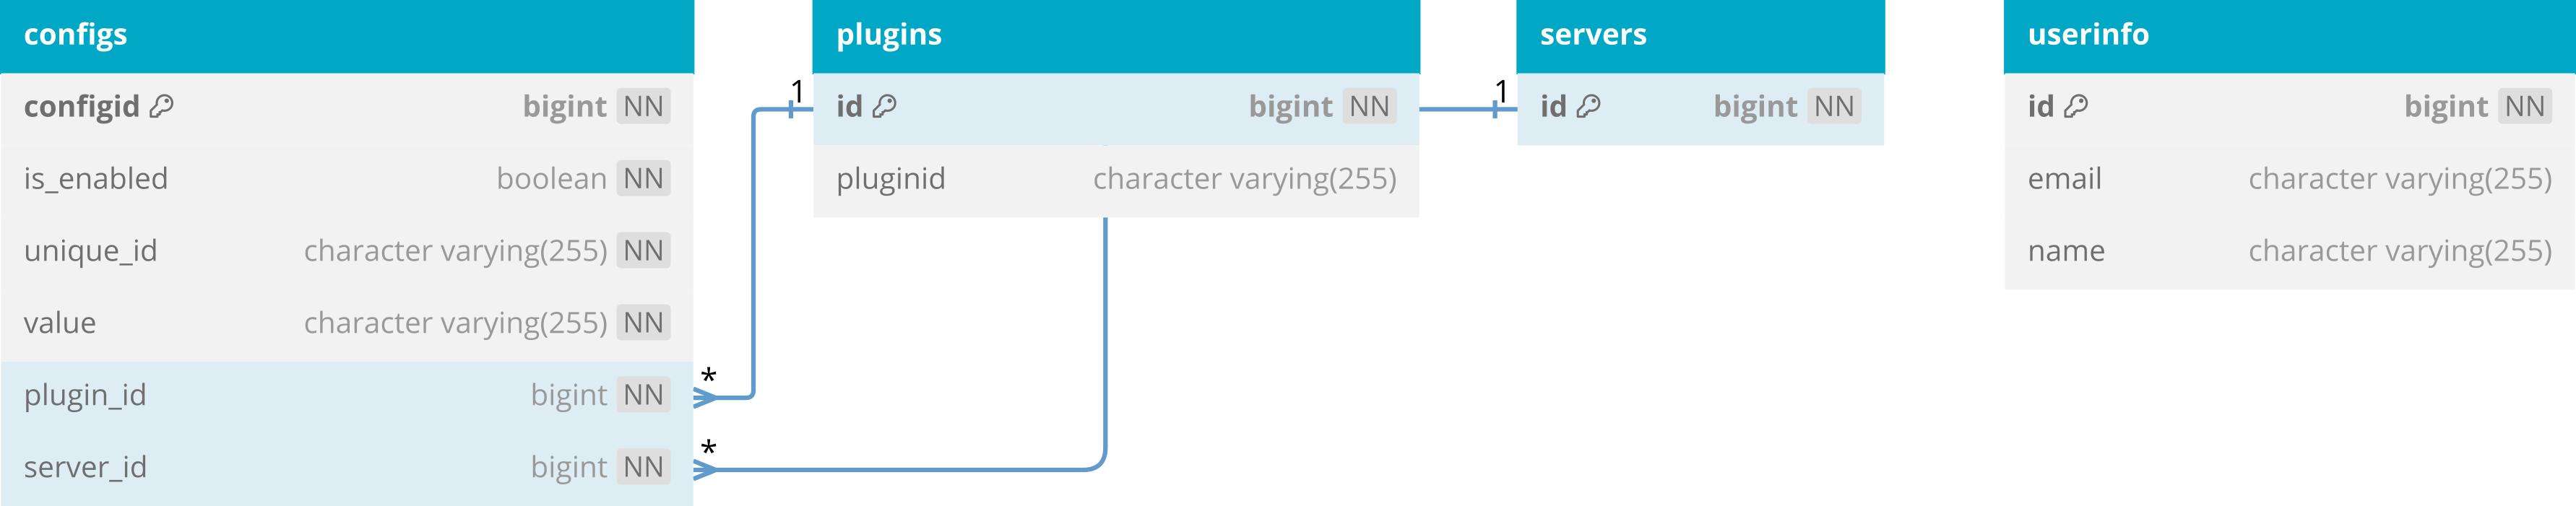 configs
configid bigint NN
is_enabled boolean NN
unique_id character varying(255) NN
value character varying(255) NN
plugin_id bigint NN
server_id bigint NN
*
*
1
plugins
id bigint NN
pluginid character varying(255)
1
servers
id bigint NN
userinfo
id bigint NN
email character varying(255)
name character varying(255)